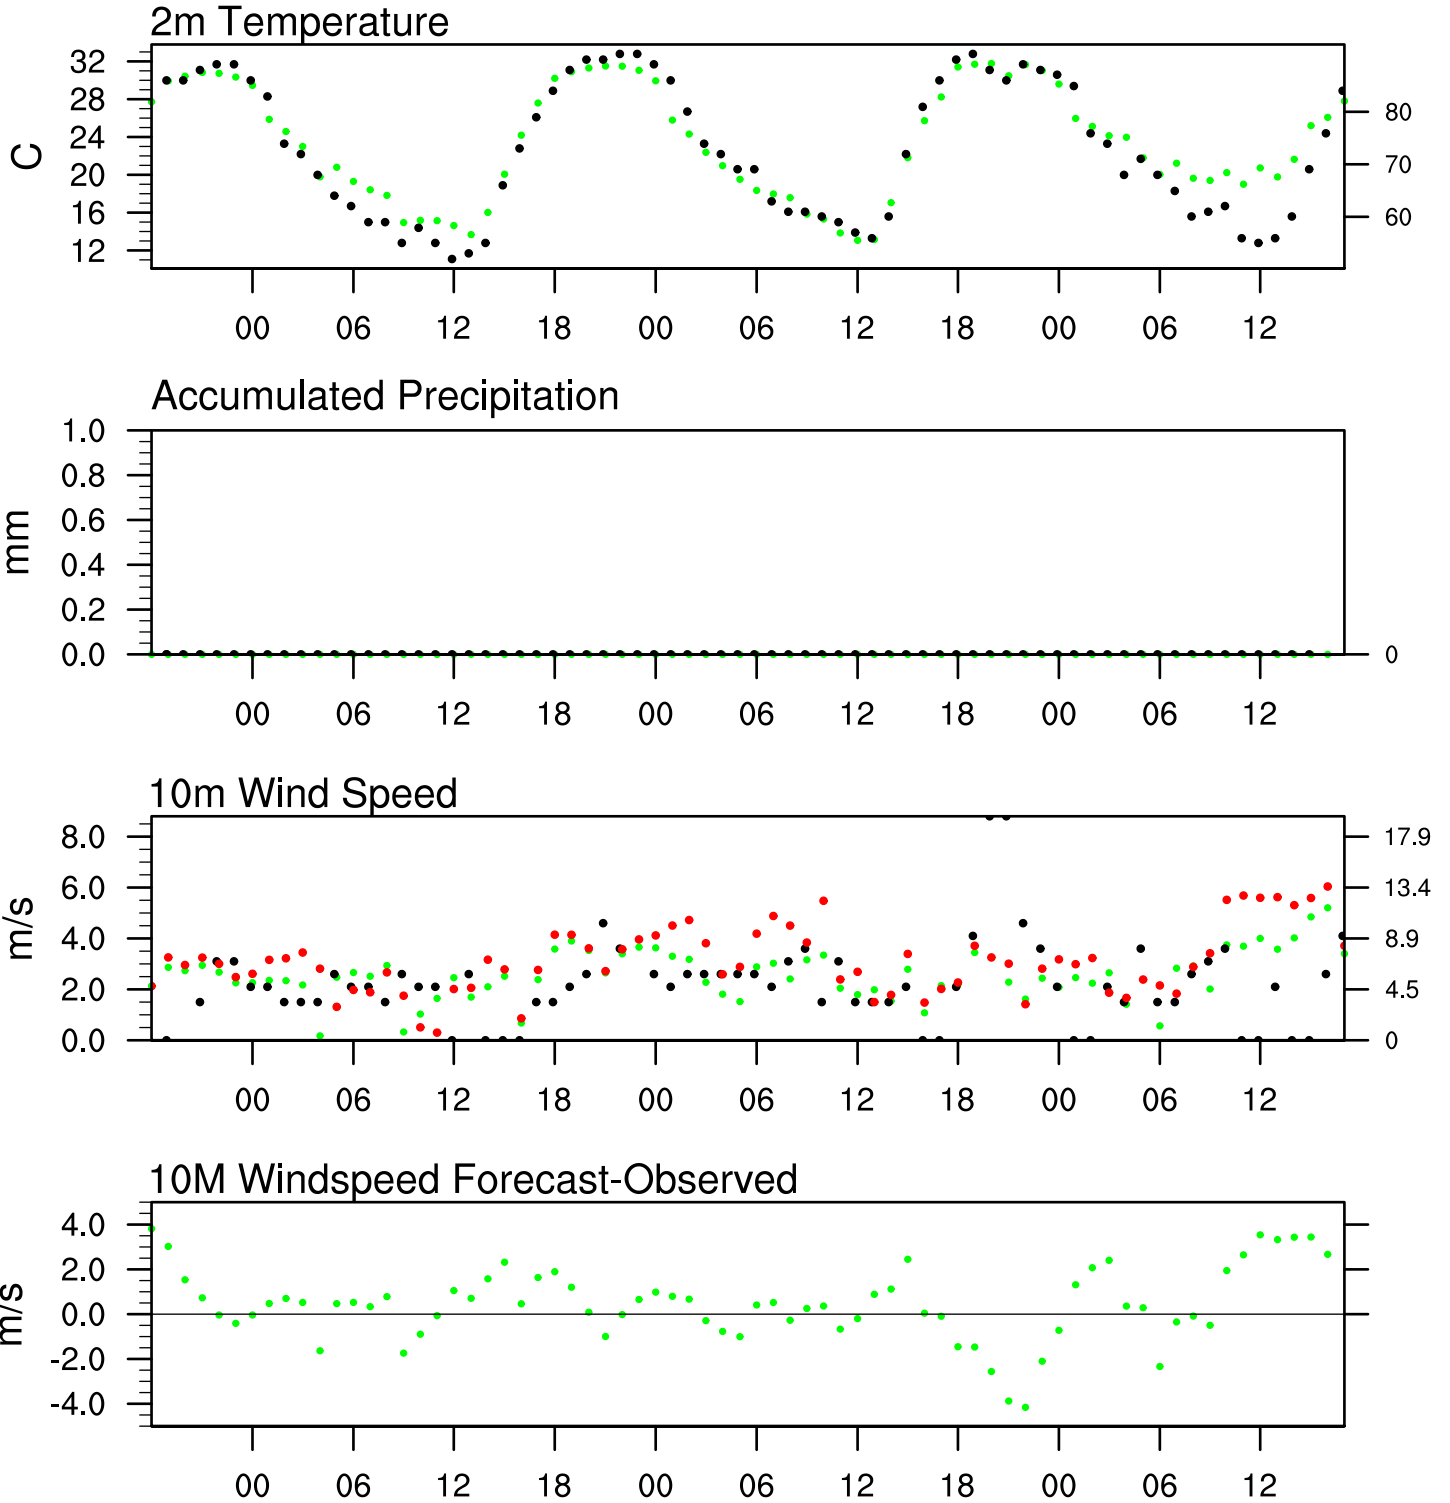 2m Temperature
C
32
28
24
20
16
12
80
70
60
00 06 12 18 00 06 12 18 00 06 12
Accumulated Precipitation
mm
1.0
0.8
0.6
0.4
0.2
0.0
0
00 06 12 18 00 06 12 18 00 06 12
10m Wind Speed
m/s
8.0
6.0
4.0
2.0
0.0
17.9
13.4
8.9
4.5
0
00 06 12 18 00 06 12 18 00 06 12
10M Windspeed Forecast-Observed
m/s
4.0
2.0
0.0
-2.0
-4.0
00 06 12 18 00 06 12 18 00 06 12